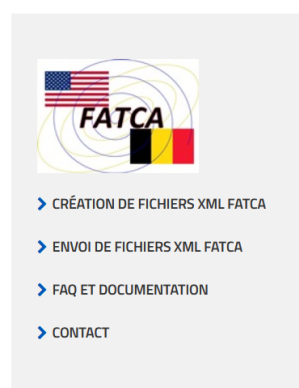 FATCA
CRÉATION DE FICHIERS XML FATCA
ENVOI DE FICHIERS XML FATCA
FAQ ET DOCUMENTATION
CONTACT